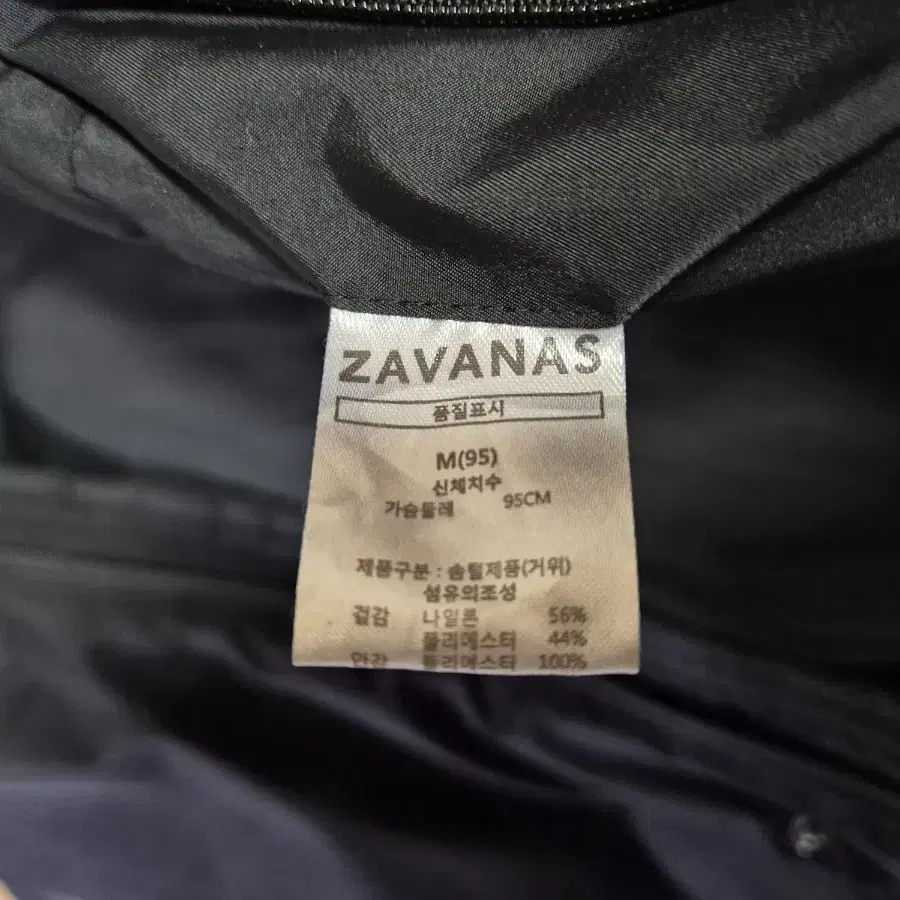 ZAVANAS
품질표시
M(95)
신체치수
가슴둘레 95CM
제품구분 : 솜털제품(거위)
섬유의조성
겉감 나일론 56%
폴리에스터 44%
안감 폴리에스터 100%